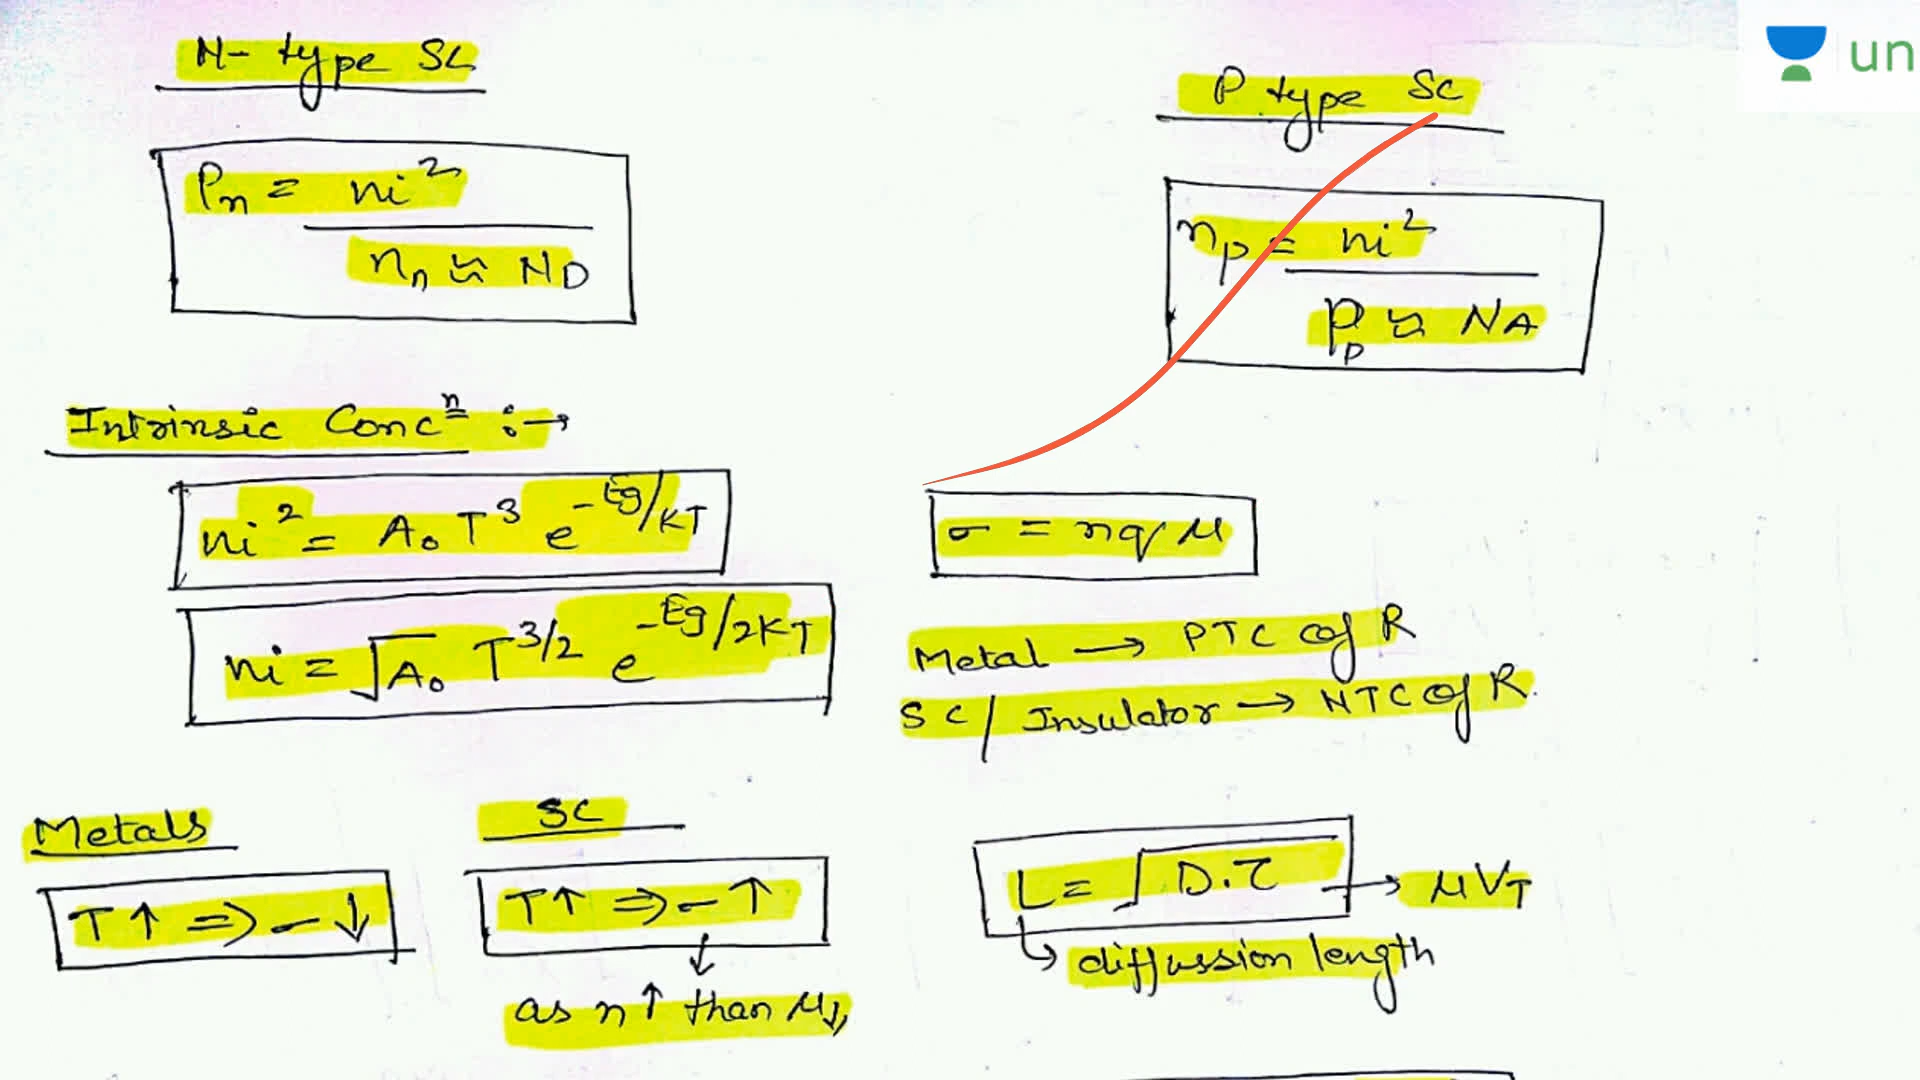 N- type SC
Pn = ni²
nn ≈ ND
P type SC
np = ni²
Pp ≈ NA
Intrinsic Concⁿ :→
ni² = A₀ T³ e^-Eg/KT
ni = √A₀ T^3/2 e^-Eg/2KT
σ = nqμ
Metal → PTC of R
SC/ Insulator → NTC of R.
Metals
T↑ ⇒ σ ↓
SC
T↑ ⇒ σ ↑
↓
as n↑ than μ↓
L = √D.τ → μVT
↳ diffussion length
un